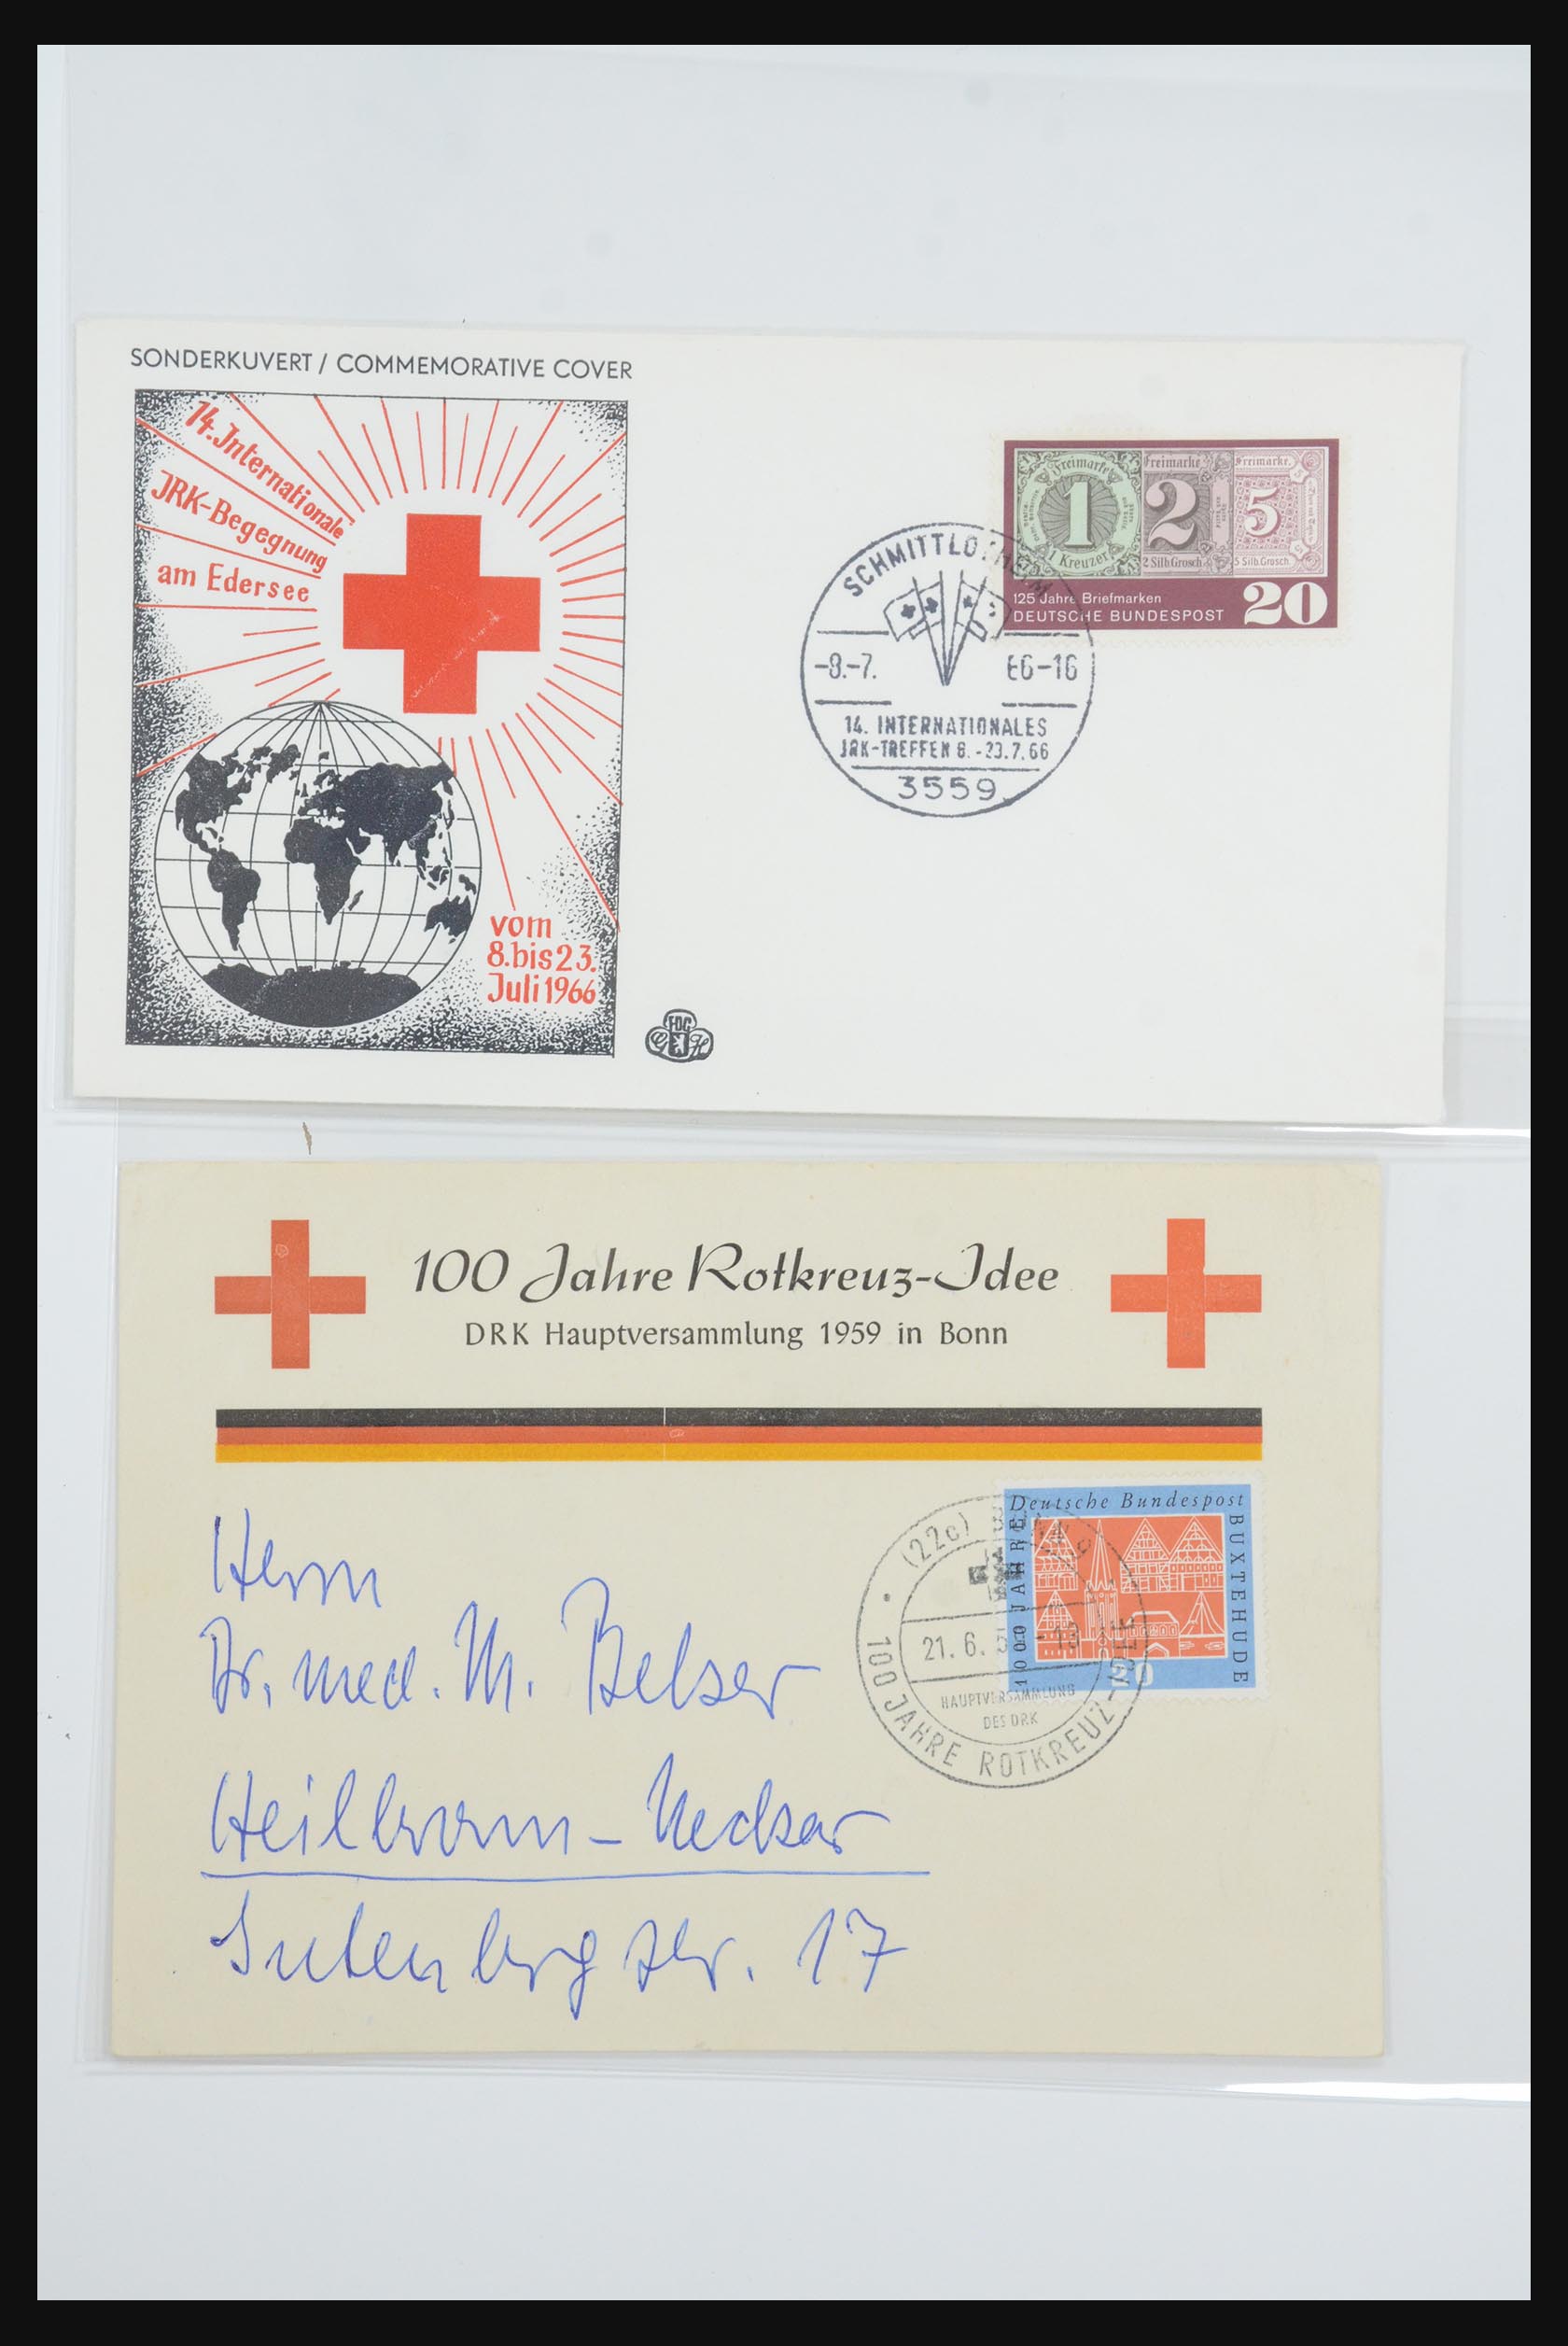 SONDERKUVERT / COMMEMORATIVE COVER
14. Internationale
JRK-Begegnung
am Edersee
vom
8. bis 23.
Juli 1966
FDC
Freimarke
1
1 Kreuzer
Freimarke
2
2 Silb. Grosch.
Freimarke.
5
5 Silb. Grosch.
125 Jahre Briefmarken
DEUTSCHE BUNDESPOST
20
-8.-7. 66-16
14. INTERNATIONALES
JRK-TREFFEN 8.-23.7.66
3559
100 Jahre Rotkreuz-Idee
DRK Hauptversammlung 1959 in Bonn
Deutsche Bundespost
1000 JAHRE
BUXTEHUDE
20
(22c)
21. 6.
HAUPTVERSAMMLUNG
DES DRK
100 JAHRE ROTKREUZ-
Herrn
Dr. med. M. Belser
Heilbronn - Neckar
Gutenbergstr. 17